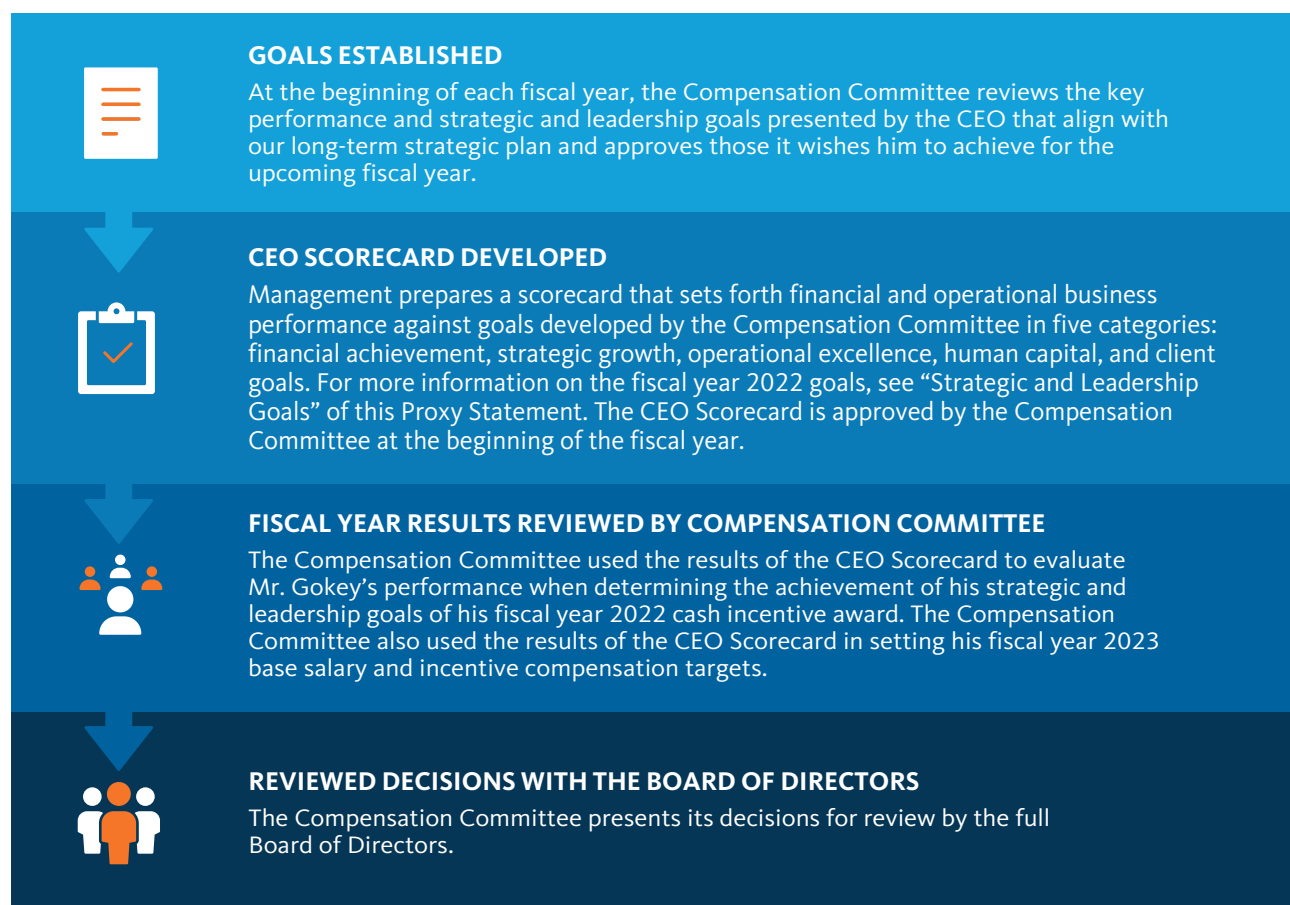 GOALS ESTABLISHED
At the beginning of each fiscal year, the Compensation Committee reviews the key
performance and strategic and leadership goals presented by the CEO that align with
our long-term strategic plan and approves those it wishes him to achieve for the
upcoming fiscal year.
CEO SCORECARD DEVELOPED
Management prepares a scorecard that sets forth financial and operational business
performance against goals developed by the Compensation Committee in five categories:
financial achievement, strategic growth, operational excellence, human capital, and client
goals. For more information on the fiscal year 2022 goals, see “Strategic and Leadership
Goals” of this Proxy Statement. The CEO Scorecard is approved by the Compensation
Committee at the beginning of the fiscal year.
FISCAL YEAR RESULTS REVIEWED BY COMPENSATION COMMITTEE
The Compensation Committee used the results of the CEO Scorecard to evaluate
Mr. Gokey’s performance when determining the achievement of his strategic and
leadership goals of his fiscal year 2022 cash incentive award. The Compensation
Committee also used the results of the CEO Scorecard in setting his fiscal year 2023
base salary and incentive compensation targets.
REVIEWED DECISIONS WITH THE BOARD OF DIRECTORS
The Compensation Committee presents its decisions for review by the full
Board of Directors.